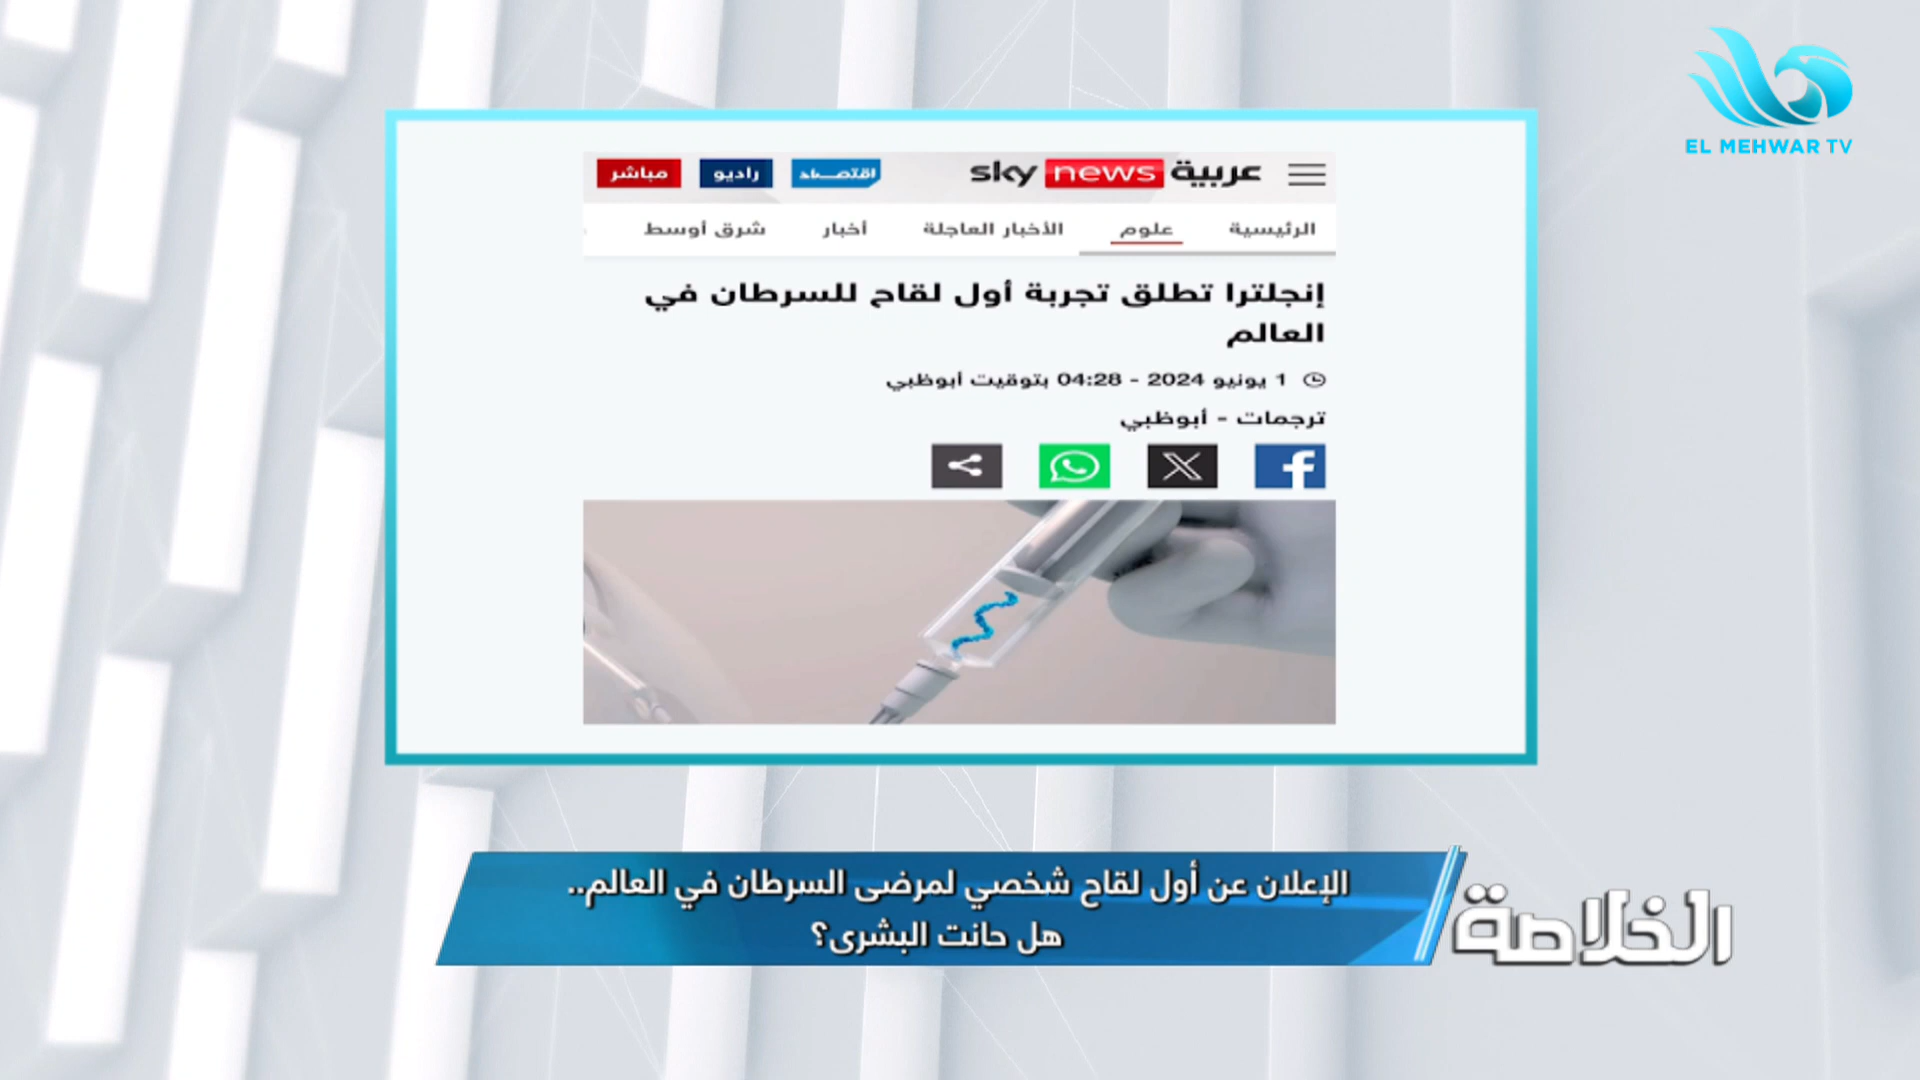 EL MEHWAR TV
sky news عربية
اقتصاد
راديو
مباشر
الرئيسية
علوم
الأخبار العاجلة
أخبار
شرق أوسط
إنجلترا تطلق تجربة أول لقاح للسرطان في
العالم
1 يونيو 2024 - 04:28 بتوقيت أبوظبي
ترجمات - أبوظبي
الخلاصة
الإعلان عن أول لقاح شخصي لمرضى السرطان في العالم..
هل حانت البشرى؟